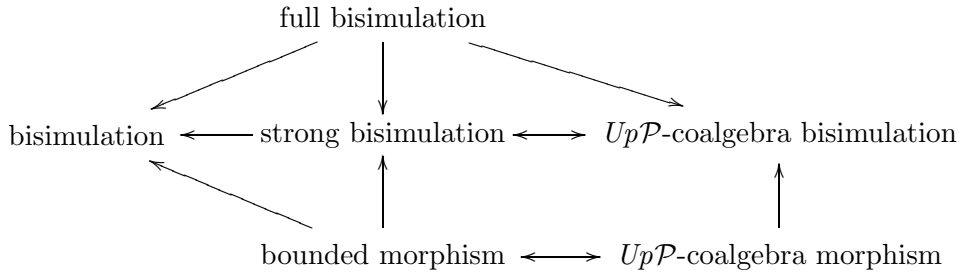 full bisimulation
bisimulation strong bisimulation Up𝒫-coalgebra bisimulation
bounded morphism Up𝒫-coalgebra morphism